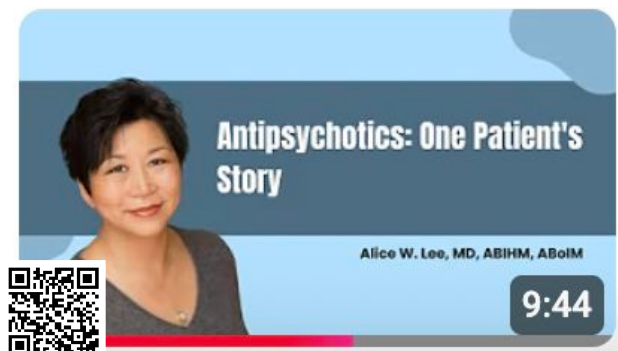 Antipsychotics: One Patient's
Story
Alice W. Lee, MD, ABIHM, ABoIM
9:44